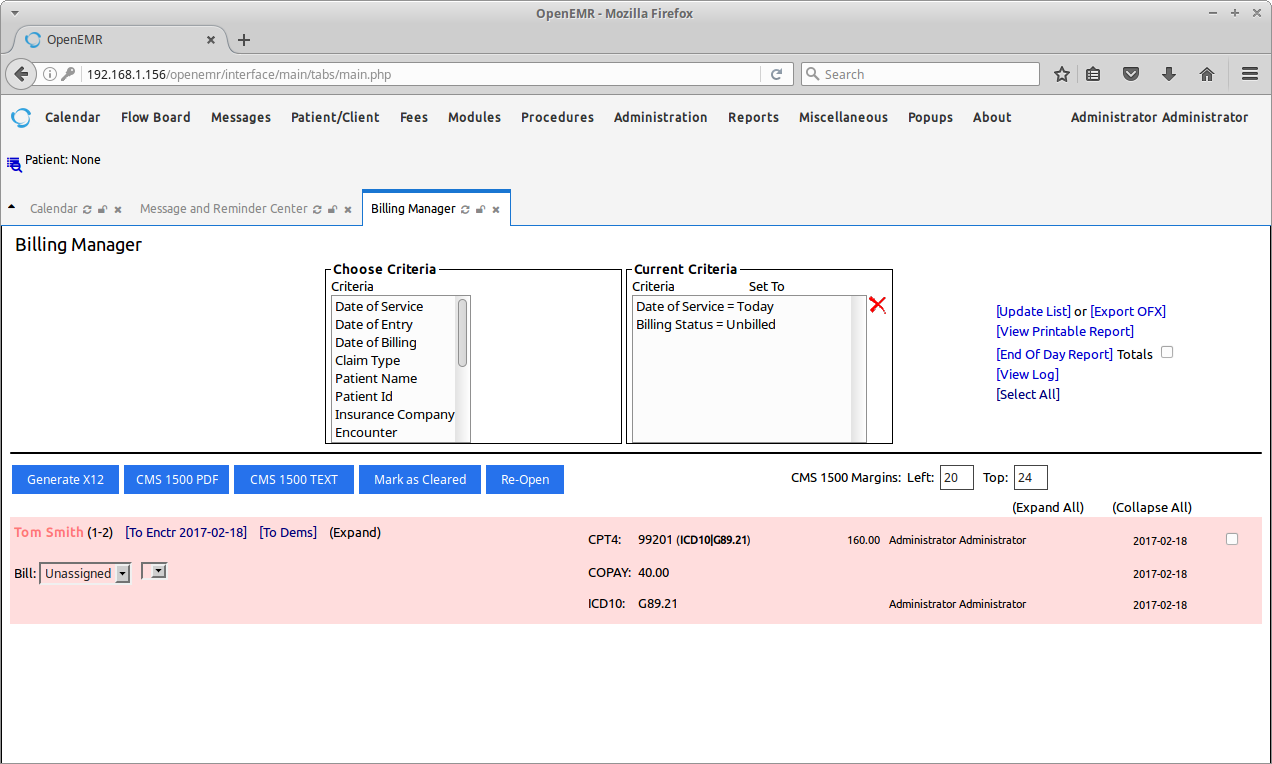 OpenEMR - Mozilla Firefox
OpenEMR
192.168.1.156/openemr/interface/main/tabs/main.php
Search
Calendar Flow Board Messages Patient/Client Fees Modules Procedures Administration Reports Miscellaneous Popups About Administrator Administrator
Patient: None
Calendar Message and Reminder Center Billing Manager
Billing Manager
Choose Criteria
Criteria
Date of Service
Date of Entry
Date of Billing
Claim Type
Patient Name
Patient Id
Insurance Company
Encounter
Current Criteria
Criteria Set To
Date of Service = Today
Billing Status = Unbilled
[Update List] or [Export OFX]
[View Printable Report]
[End Of Day Report] Totals
[View Log]
[Select All]
Generate X12 CMS 1500 PDF CMS 1500 TEXT Mark as Cleared Re-Open CMS 1500 Margins: Left: 20 Top: 24
(Expand All) (Collapse All)
Tom Smith (1-2) [To Enctr 2017-02-18] [To Dems] (Expand)
CPT4: 99201 (ICD10|G89.21) 160.00 Administrator Administrator 2017-02-18
Bill: Unassigned
COPAY: 40.00 2017-02-18
ICD10: G89.21 Administrator Administrator 2017-02-18